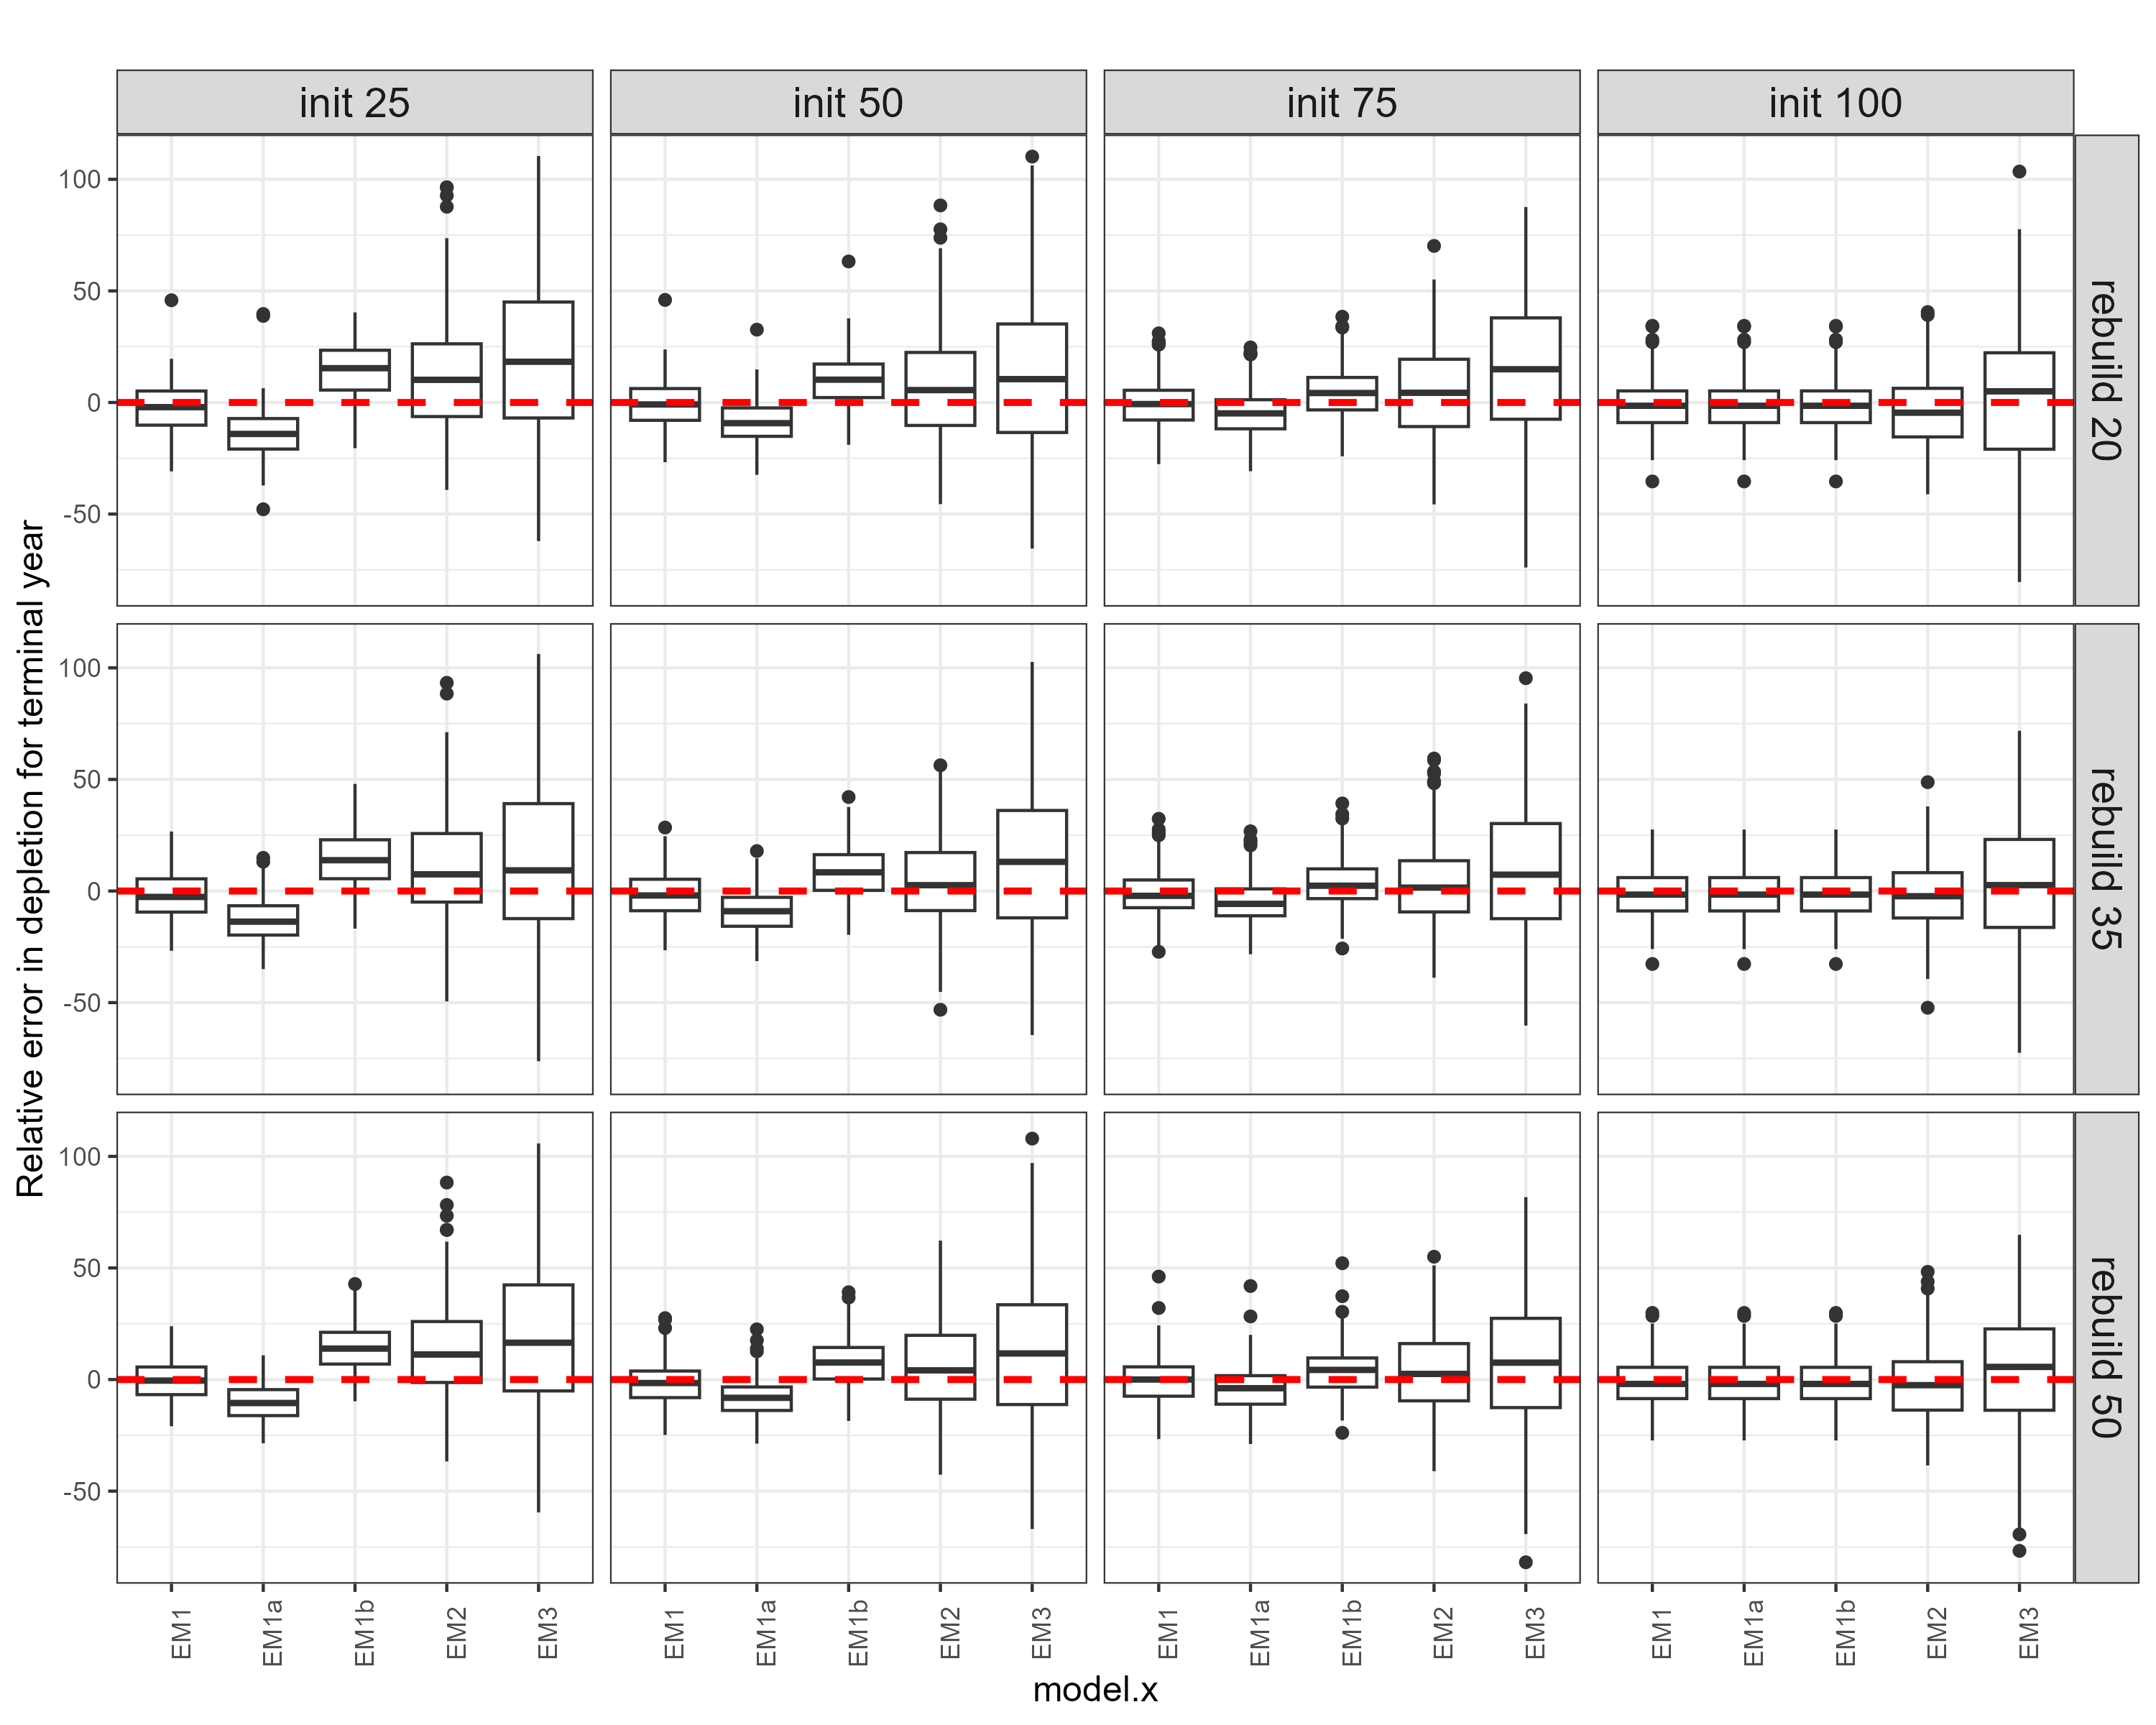 init 25
init 50
init 75
init 100
100
50
0
-50
rebuild 20
100
50
0
-50
rebuild 35
100
50
0
-50
rebuild 50
Relative error in depletion for terminal year
EM1
EM1a
EM1b
EM2
EM3
EM1
EM1a
EM1b
EM2
EM3
EM1
EM1a
EM1b
EM2
EM3
EM1
EM1a
EM1b
EM2
EM3
model.x